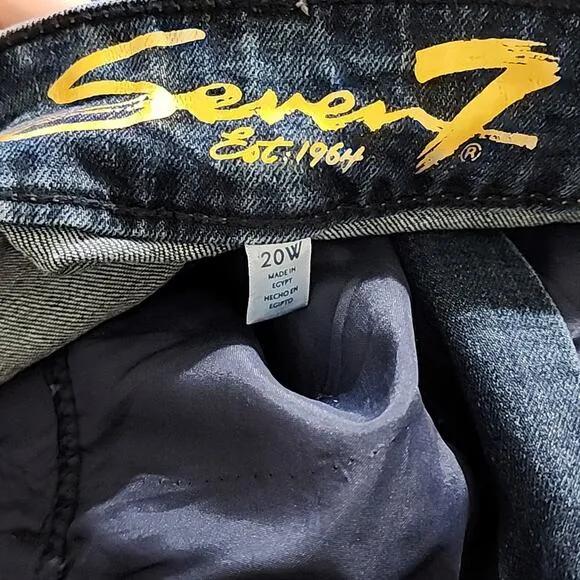 Seven7
Est. 1964 ®
20W
MADE IN
EGYPT
HECHO EN
EGIPTO